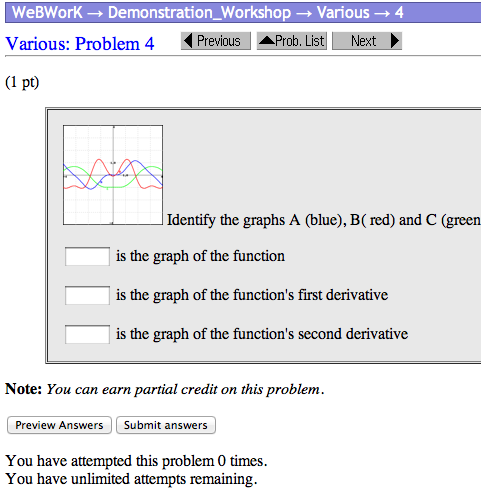 WeBWorK → Demonstration_Workshop → Various → 4
Various: Problem 4
Previous
Prob. List
Next
(1 pt)
Identify the graphs A (blue), B( red) and C (green
is the graph of the function
is the graph of the function's first derivative
is the graph of the function's second derivative
Note: You can earn partial credit on this problem.
Preview Answers
Submit answers
You have attempted this problem 0 times.
You have unlimited attempts remaining.